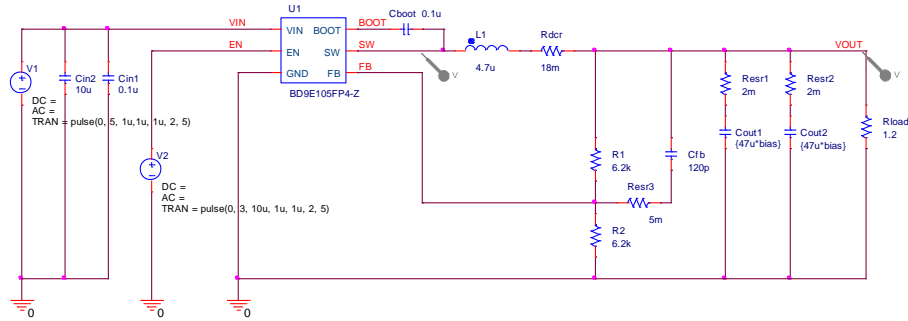 U1
VIN
VIN
BOOT
BOOT
Cboot 0.1u
EN
EN
SW
SW
GND
FB
FB
BD9E105FP4-Z
L1
4.7u
Rdcr
18m
VOUT
V
V
V1
DC =
AC =
TRAN = pulse(0, 5, 1u,1u, 1u, 2, 5)
Cin2
10u
Cin1
0.1u
V2
DC =
AC =
TRAN = pulse(0, 3, 10u, 1u, 1u, 2, 5)
R1
6.2k
Cfb
120p
Resr3
5m
R2
6.2k
Resr1
2m
Resr2
2m
Cout1
{47u*bias}
Cout2
{47u*bias}
Rload
1.2
0
0
0